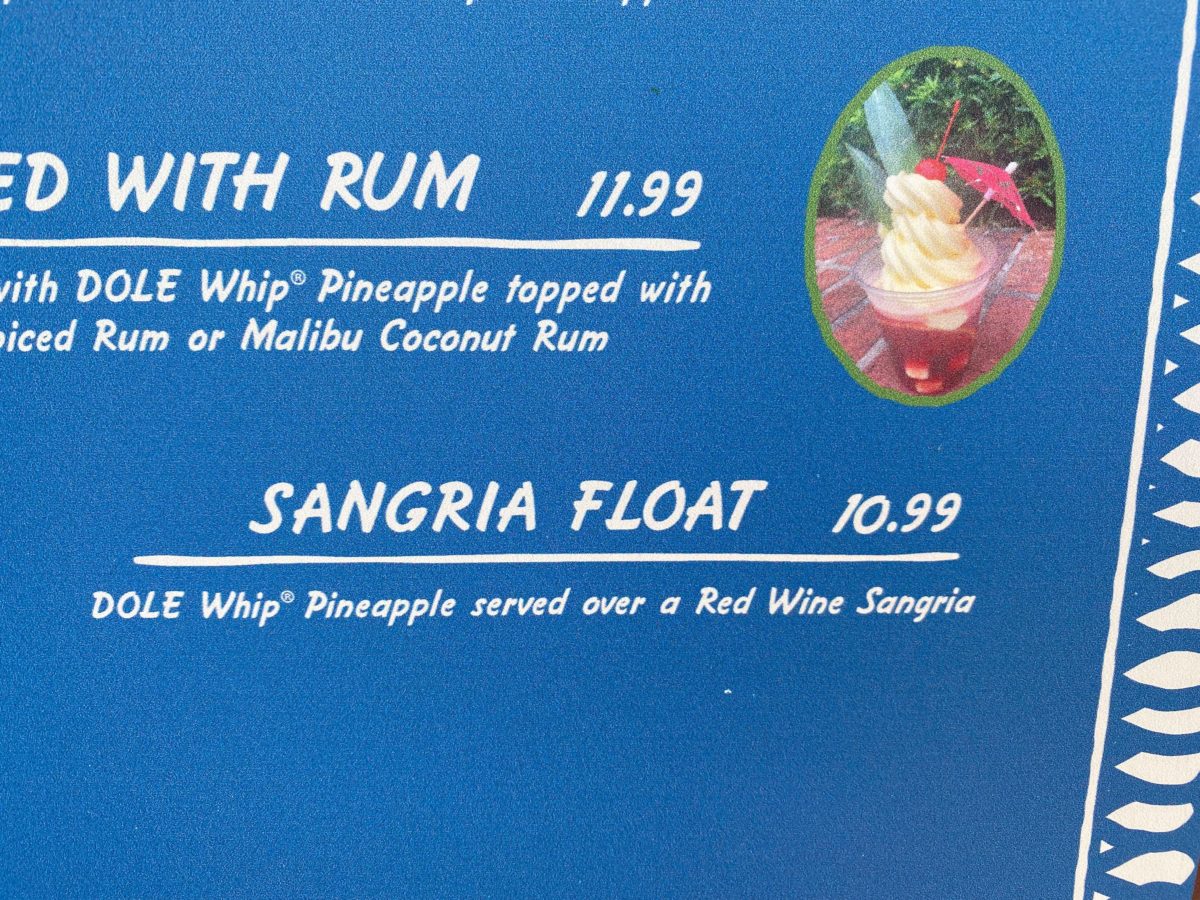 WITH RUM 11.99
with DOLE Whip® Pineapple topped with
Rum or Malibu Coconut Rum
SANGRIA FLOAT 10.99
DOLE Whip® Pineapple served over a Red Wine Sangria